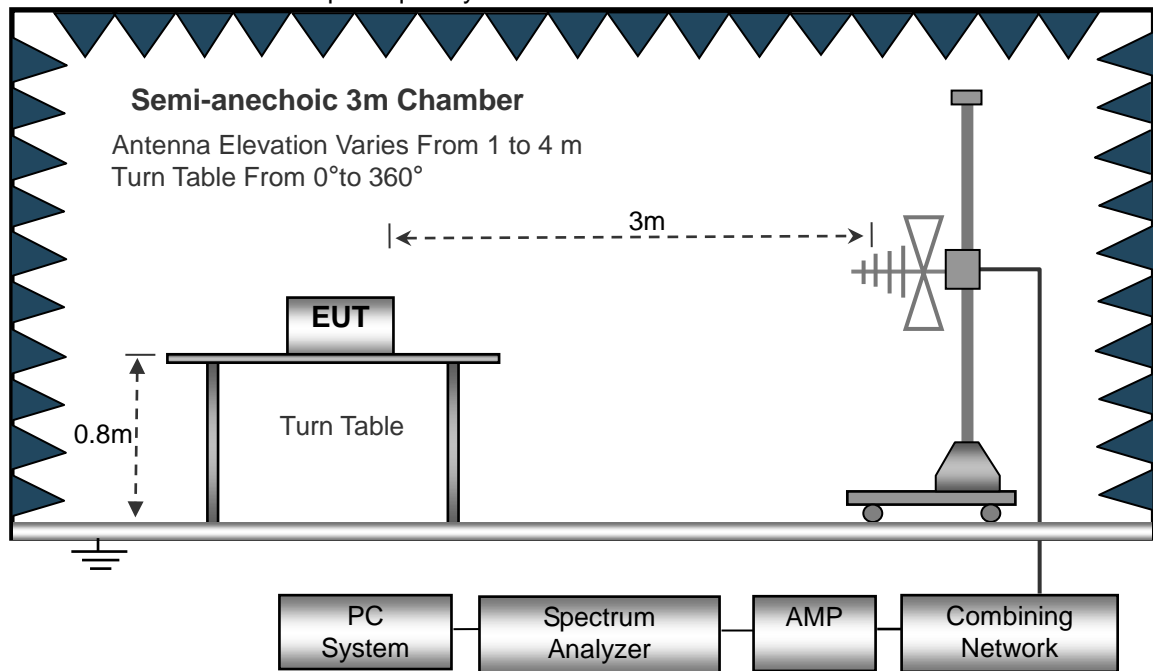 Semi-anechoic 3m Chamber
Antenna Elevation Varies From 1 to 4 m
Turn Table From 0°to 360°
3m
EUT
0.8m
Turn Table
PC
System
Spectrum
Analyzer
AMP
Combining
Network